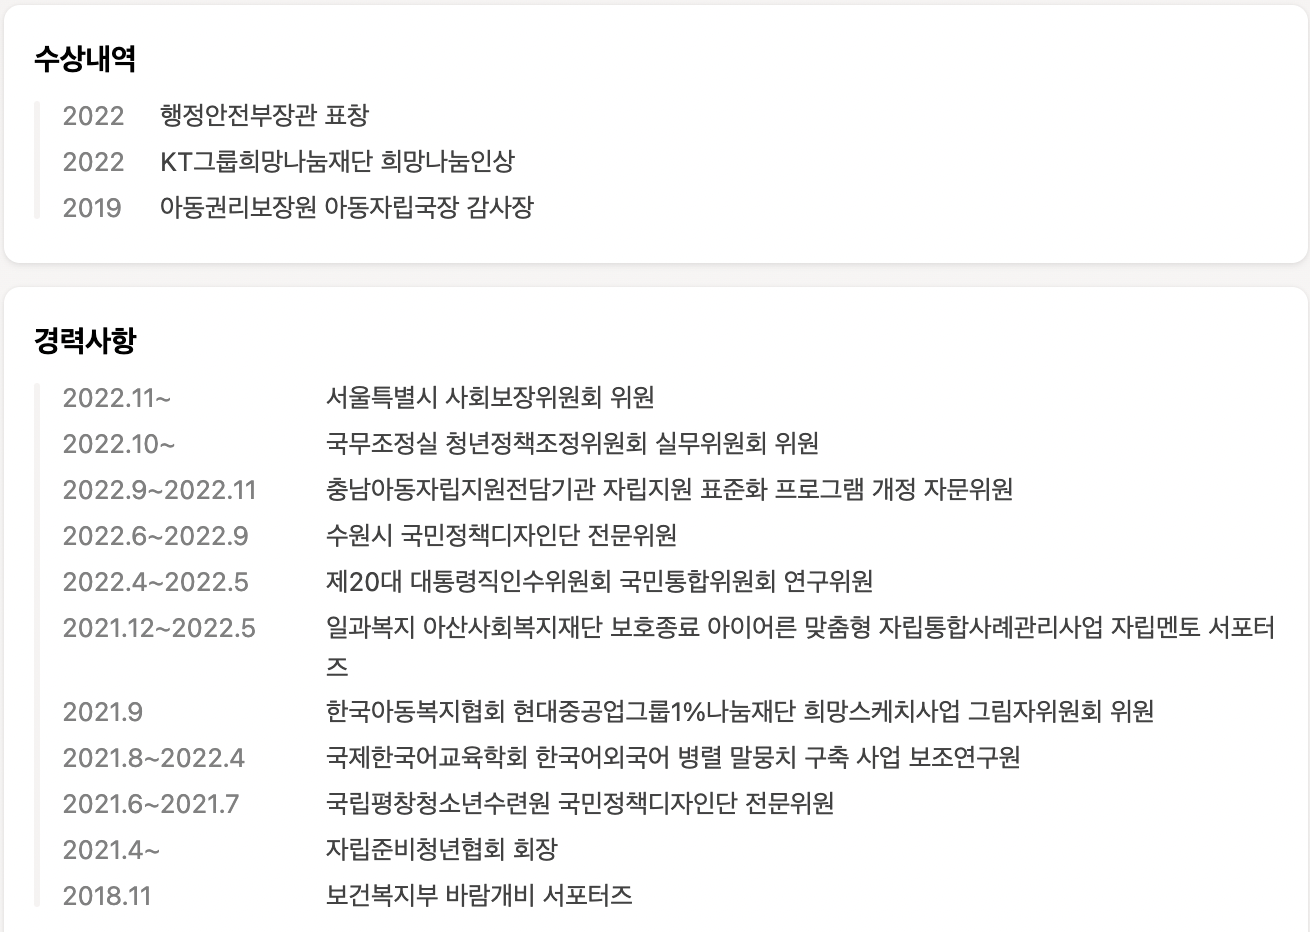 수상내역
2022 행정안전부장관 표창
2022 KT그룹희망나눔재단 희망나눔인상
2019 아동권리보장원 아동자립국장 감사장
경력사항
2022.11~ 서울특별시 사회보장위원회 위원
2022.10~ 국무조정실 청년정책조정위원회 실무위원회 위원
2022.9~2022.11 충남아동자립지원전담기관 자립지원 표준화 프로그램 개정 자문위원
2022.6~2022.9 수원시 국민정책디자인단 전문위원
2022.4~2022.5 제20대 대통령직인수위원회 국민통합위원회 연구위원
2021.12~2022.5 일과복지 아산사회복지재단 보호종료 아이어른 맞춤형 자립통합사례관리사업 자립멘토 서포터
즈
2021.9 한국아동복지협회 현대중공업그룹1%나눔재단 희망스케치사업 그림자위원회 위원
2021.8~2022.4 국제한국어교육학회 한국어외국어 병렬 말뭉치 구축 사업 보조연구원
2021.6~2021.7 국립평창청소년수련원 국민정책디자인단 전문위원
2021.4~ 자립준비청년협회 회장
2018.11 보건복지부 바람개비 서포터즈